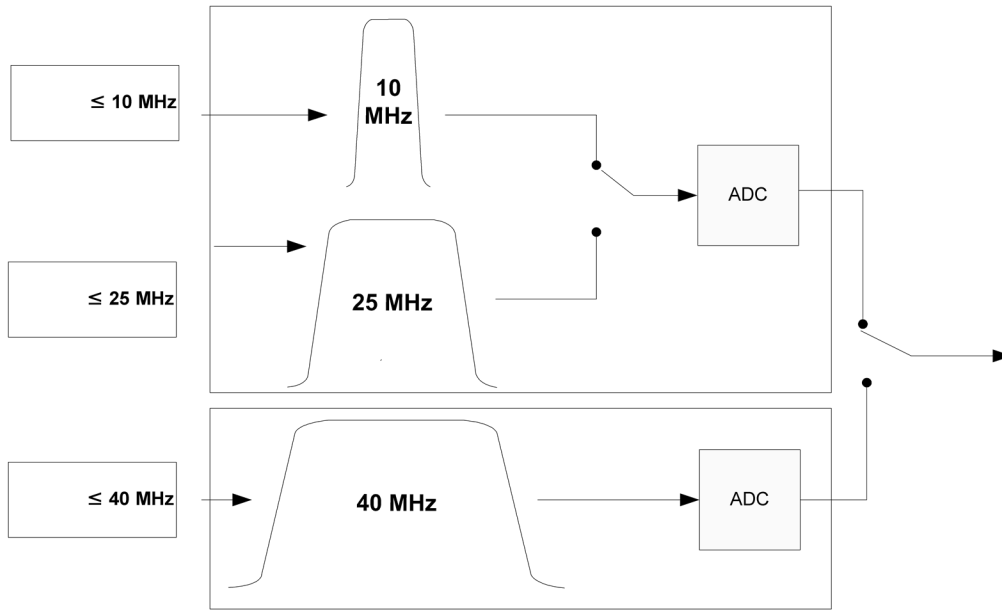 ≤ 10 MHz
10
MHz
ADC
≤ 25 MHz
25 MHz
≤ 40 MHz
40 MHz
ADC